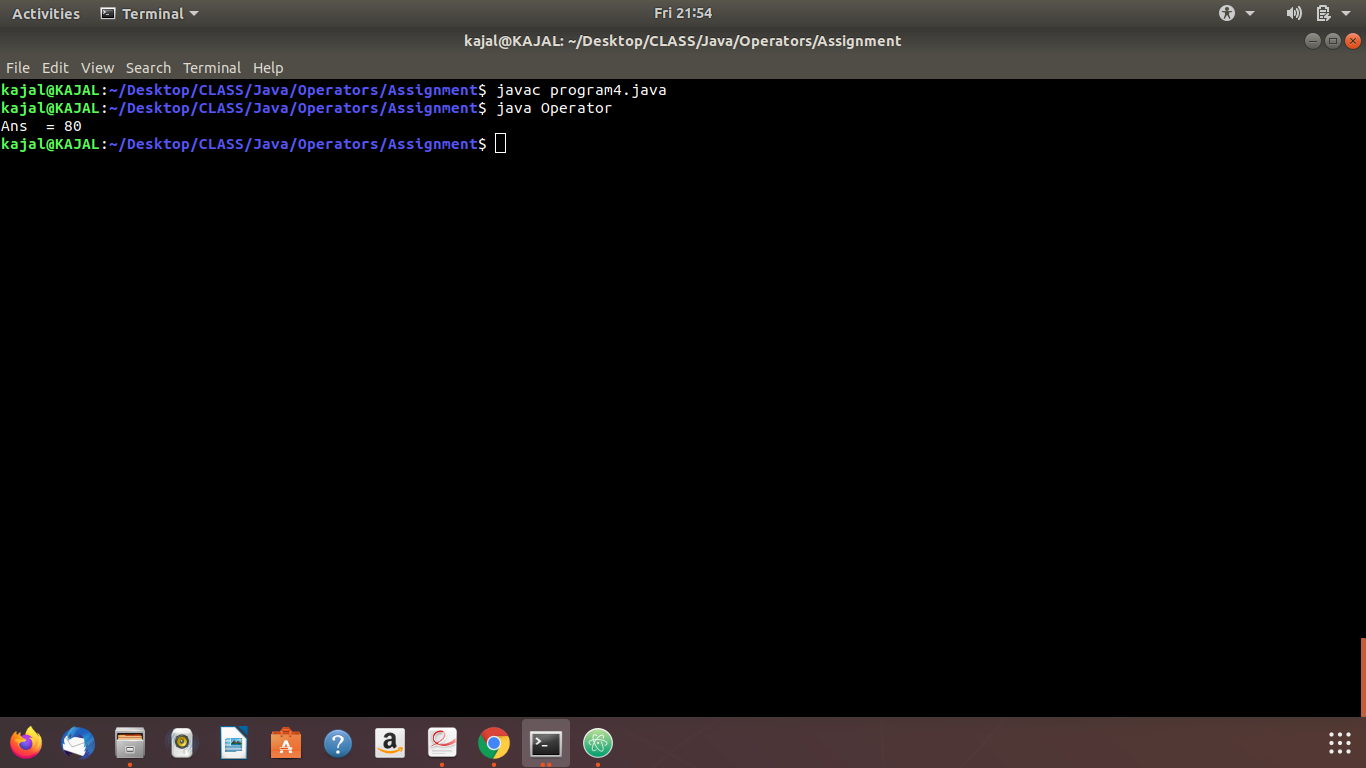 Activities Terminal Fri 21:54
kajal@KAJAL: ~/Desktop/CLASS/Java/Operators/Assignment
File Edit View Search Terminal Help
kajal@KAJAL:~/Desktop/CLASS/Java/Operators/Assignment$ javac program4.java
kajal@KAJAL:~/Desktop/CLASS/Java/Operators/Assignment$ java Operator
Ans  = 80
kajal@KAJAL:~/Desktop/CLASS/Java/Operators/Assignment$